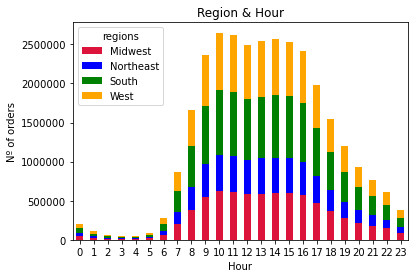 Region & Hour
regions
Midwest
Northeast
South
West
2500000
2000000
1500000
1000000
500000
0
Nº of orders
0 1 2 3 4 5 6 7 8 9 10 11 12 13 14 15 16 17 18 19 20 21 22 23
Hour